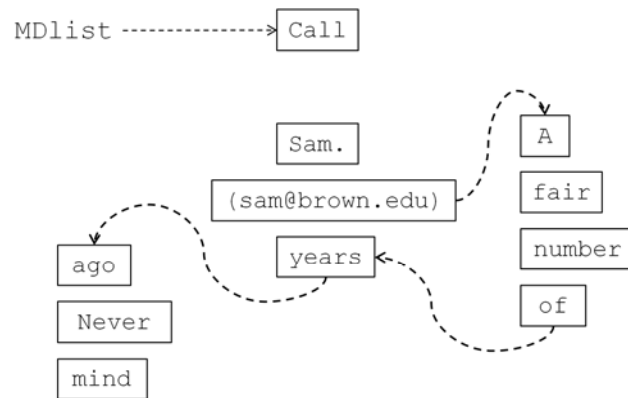 MDlist
Call
Sam.
(sam@brown.edu)
A
fair
number
of
years
ago
Never
mind